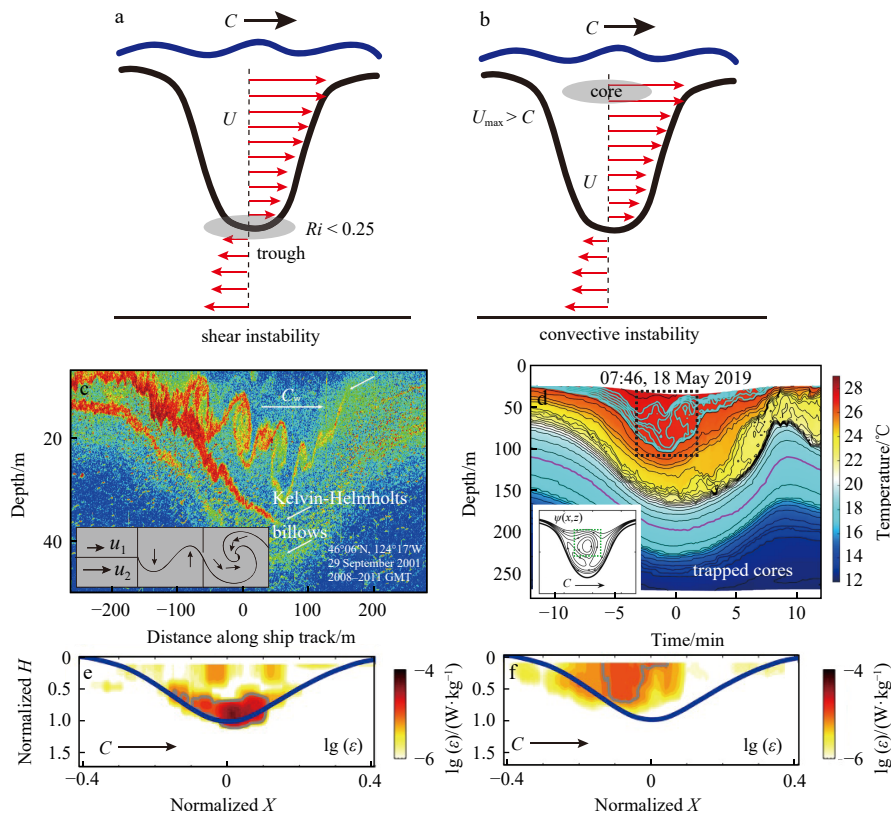 a
C
U
Ri < 0.25
trough
shear instability
b
C
core
Umax > C
U
convective instability
c
Cw
Kelvin-Helmholts
billows
46°06′N, 124°17′W
29 September 2001
2008–2011 GMT
u1
u2
20
40
Depth/m
−200
−100
0
100
200
Distance along ship track/m
07:46, 18 May 2019
d
ψ(x,z)
C
trapped cores
0
50
100
150
200
250
Depth/m
−10
−5
0
5
10
Time/min
28
26
24
22
20
18
16
14
12
Temperature/℃
e
C
lg (ε)
0
0.5
1.0
1.5
Normalized H
−0.4
0
0.4
Normalized X
−4
−6
lg (ε)/(W·kg−1)
f
C
lg (ε)
0
0.5
1.0
1.5
−0.4
0
0.4
Normalized X
−4
−6
lg (ε)/(W·kg−1)